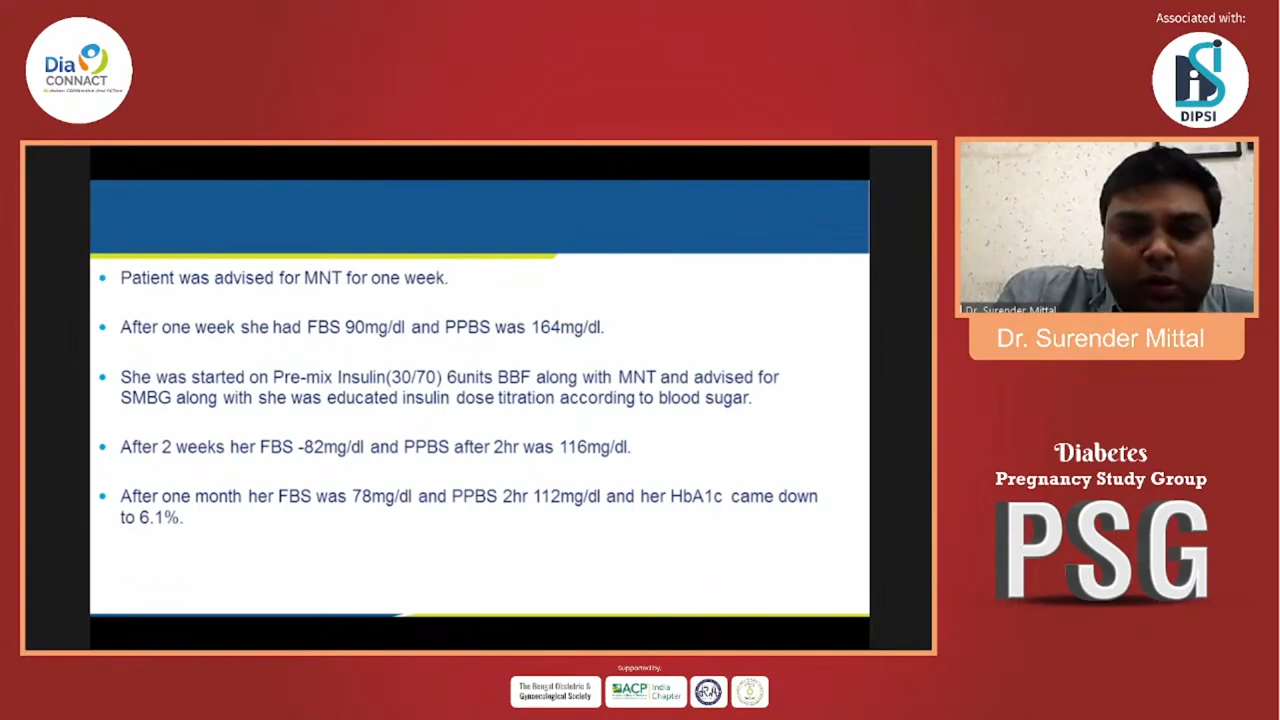 Associated with:
Dia
CONNACT
DIPSI
• Patient was advised for MNT for one week.
• After one week she had FBS 90mg/dl and PPBS was 164mg/dl.
• She was started on Pre-mix Insulin(30/70) 6units BBF along with MNT and advised for
SMBG along with she was educated insulin dose titration according to blood sugar.
• After 2 weeks her FBS -82mg/dl and PPBS after 2hr was 116mg/dl.
• After one month her FBS was 78mg/dl and PPBS 2hr 112mg/dl and her HbA1c came down
to 6.1%.
Dr. Surender Mittal
Dr. Surender Mittal
Diabetes
Pregnancy Study Group
PSG
supported by:
The Bengal Obstetric &
Gynaecological Society
ACP
India
Chapter